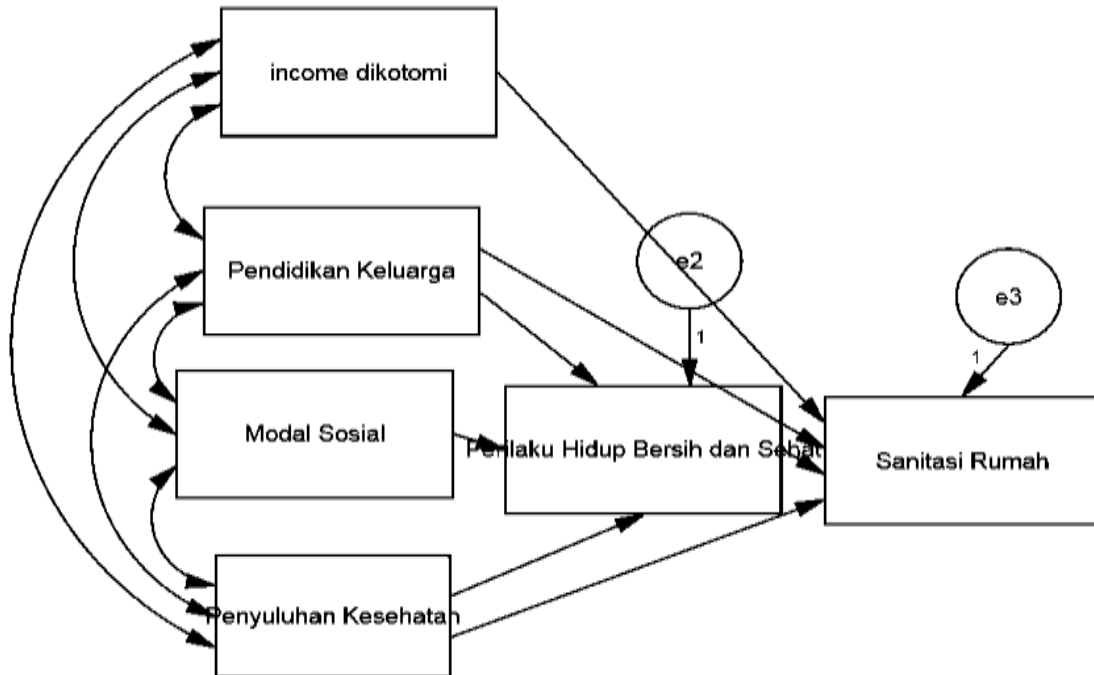 income dikotomi
Pendidikan Keluarga
e2
e3
1
1
Modal Sosial
Perilaku Hidup Bersih dan Sehat
Sanitasi Rumah
Penyuluhan Kesehatan